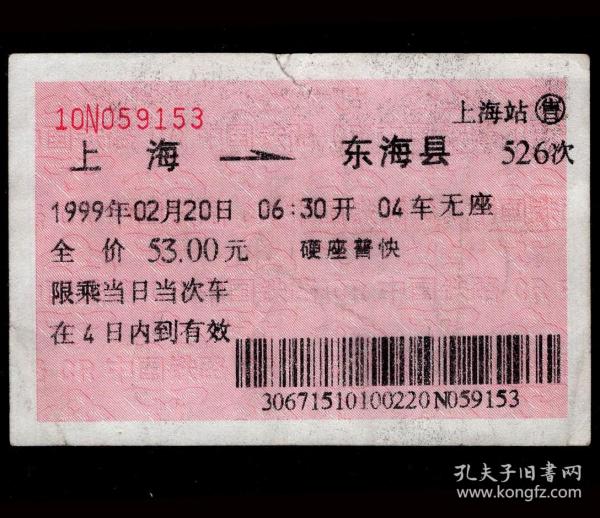 10N059153
上海站 售
上海 → 东海县 526次
1999年02月20日 06:30开 04车无座
全价 53.00元 硬座普快
限乘当日当次车
在4日内到有效
30671510100220N059153
孔夫子旧书网
www.kongfz.com